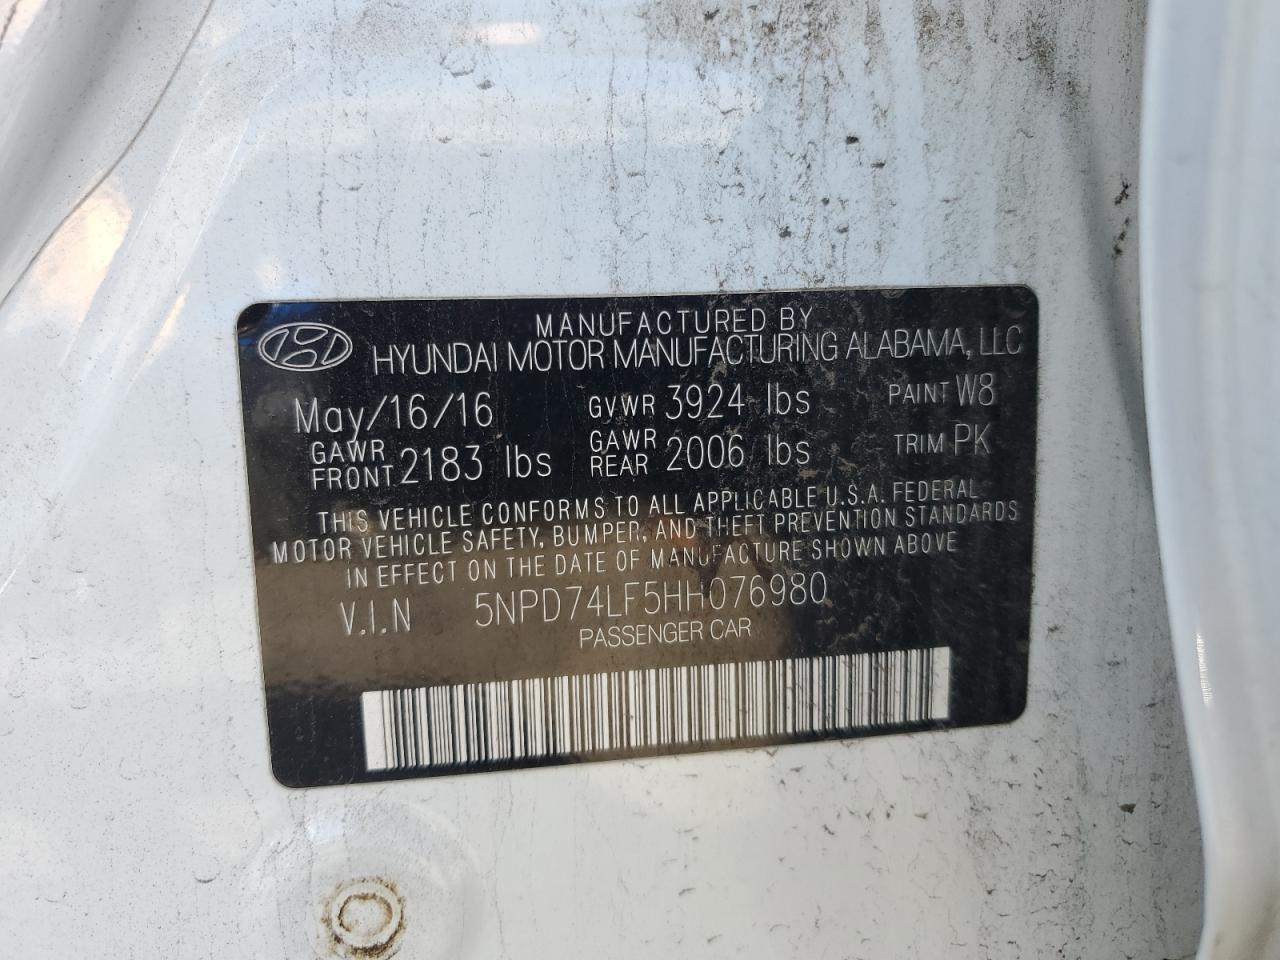 MANUFACTURED BY
HYUNDAI MOTOR MANUFACTURING ALABAMA, LLC
May/16/16 GVWR 3924 lbs PAINT W8
GAWR FRONT 2183 lbs GAWR REAR 2006 lbs TRIM PK
THIS VEHICLE CONFORMS TO ALL APPLICABLE U.S.A. FEDERAL
MOTOR VEHICLE SAFETY, BUMPER, AND THEFT PREVENTION STANDARDS
IN EFFECT ON THE DATE OF MANUFACTURE SHOWN ABOVE
V.I.N 5NPD74LF5HH076980
PASSENGER CAR